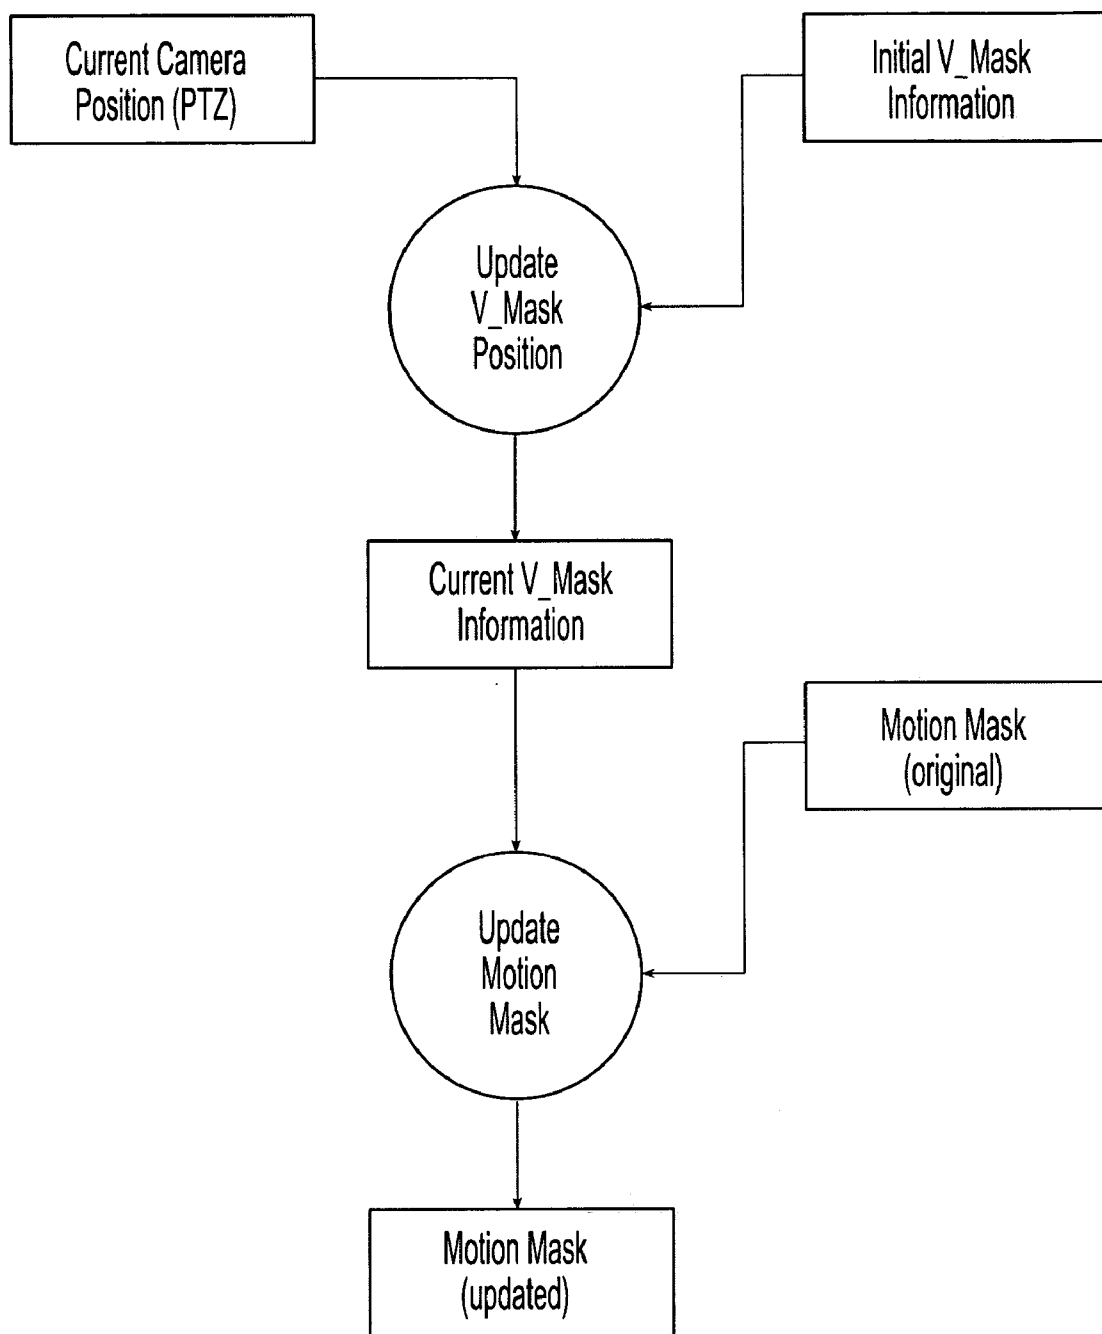 Current Camera
Position (PTZ)
Initial V_Mask
Information
Update
V_Mask
Position
Current V_Mask
Information
Motion Mask
(original)
Update
Motion
Mask
Motion Mask
(updated)